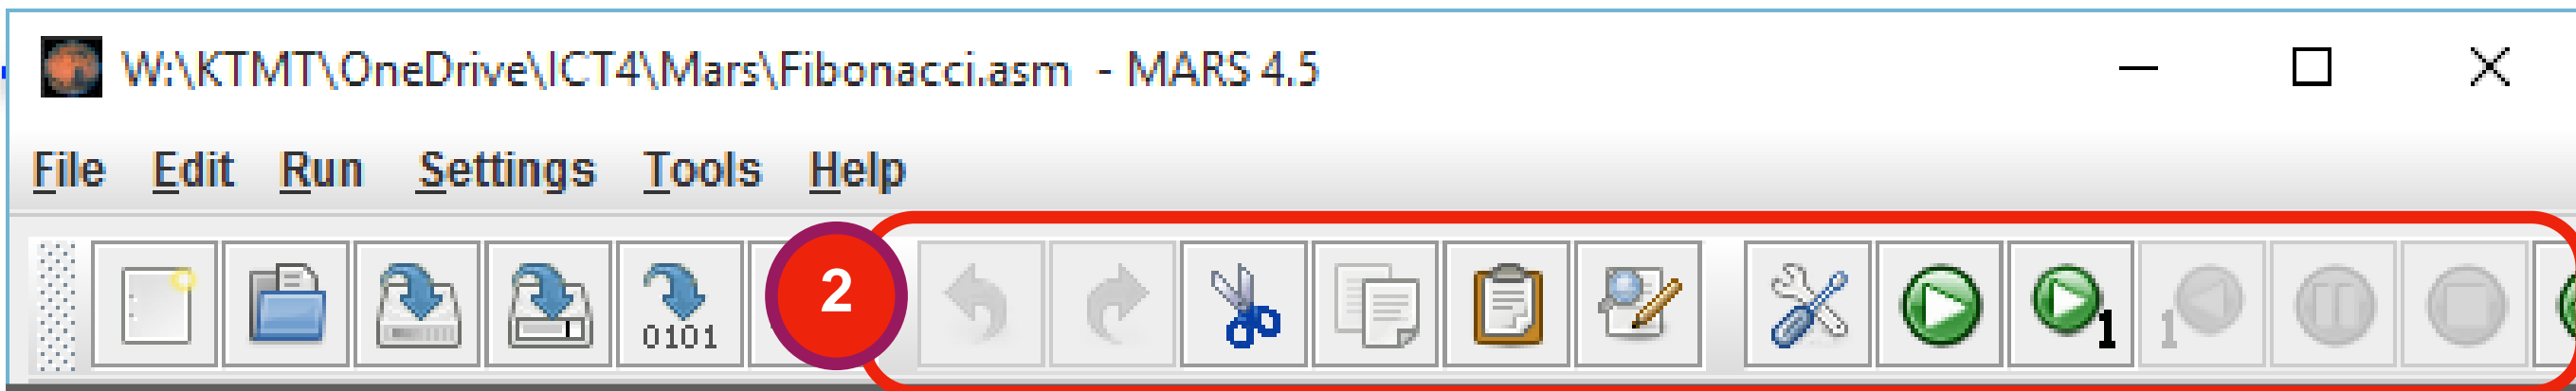 W:\KTMT\OneDrive\ICT4\Mars\Fibonacci.asm - MARS 4.5
File Edit Run Settings Tools Help
0101 2 1 1